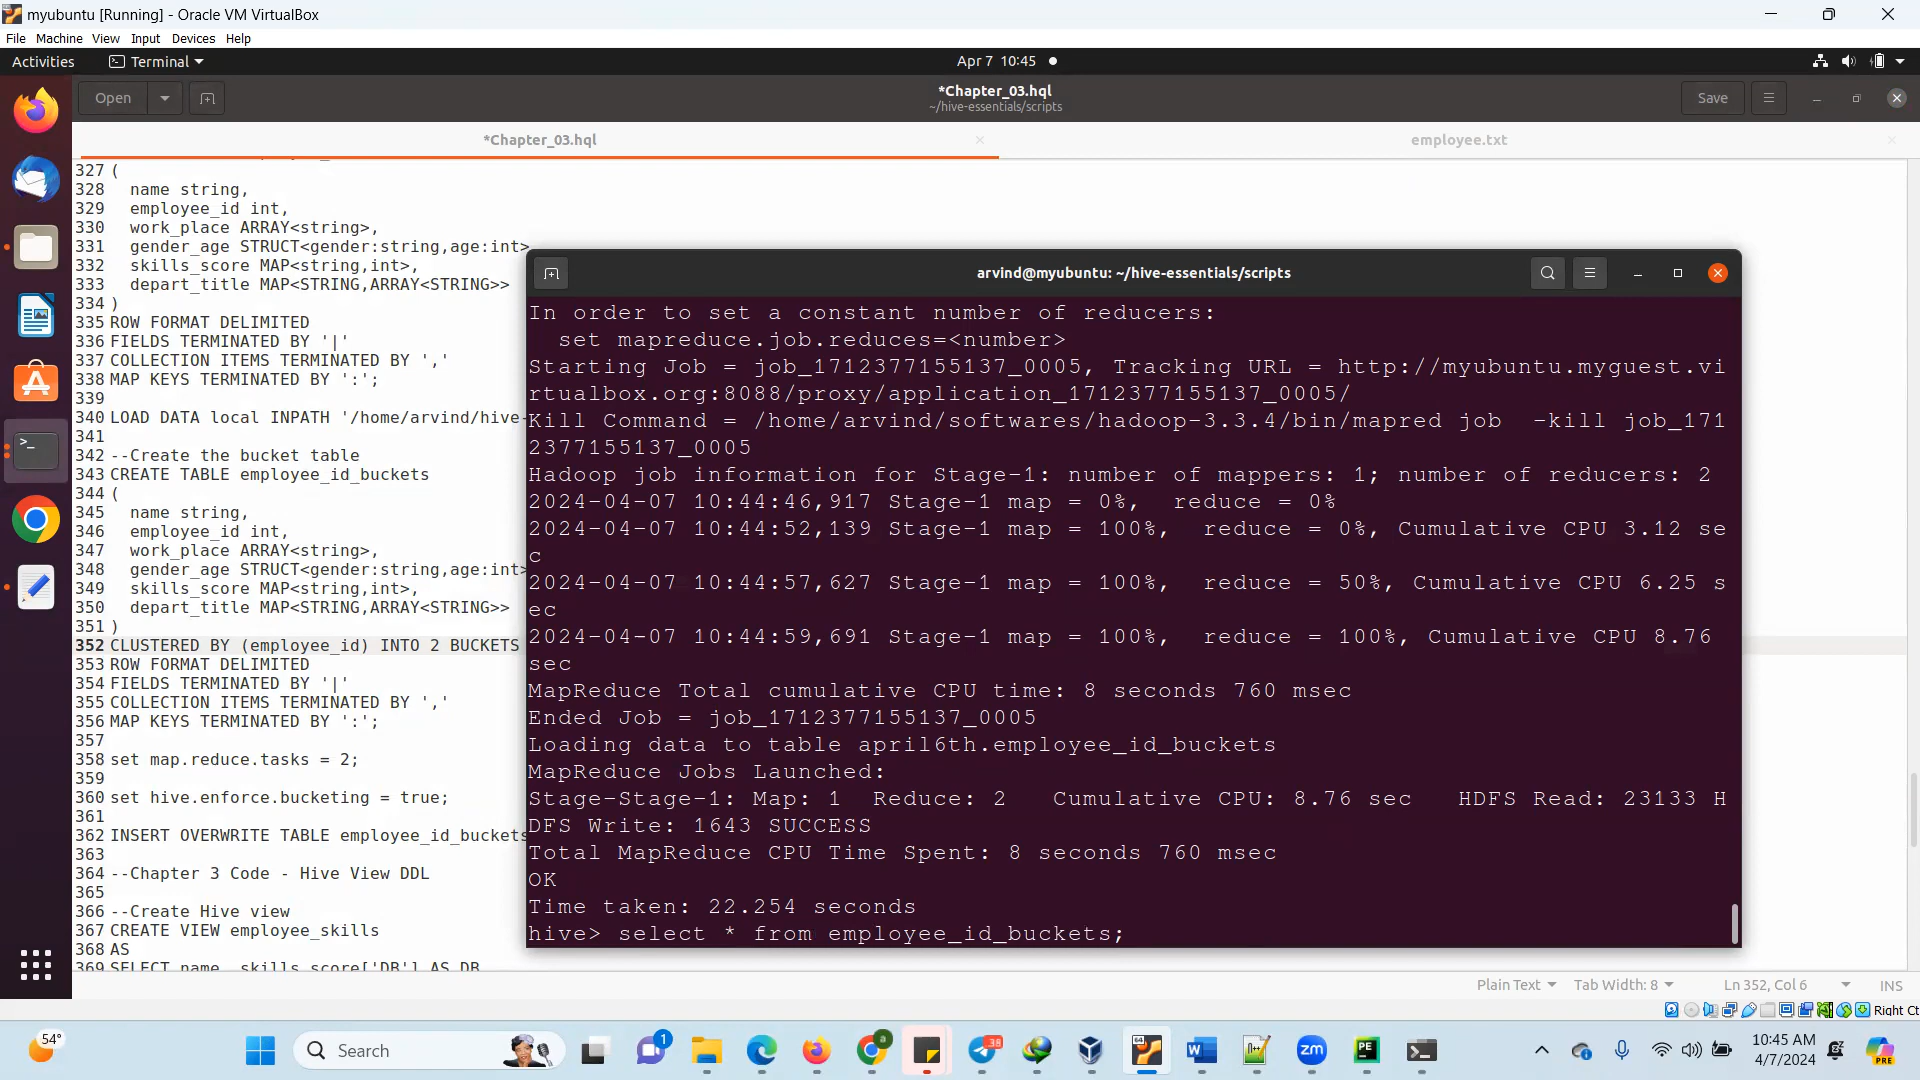 myubuntu [Running] - Oracle VM VirtualBox
File Machine View Input Devices Help
Activities Terminal Apr 7 10:45
Open *Chapter_03.hql Save
~/hive-essentials/scripts
*Chapter_03.hql employee.txt
327 (
328 name string,
329 employee_id int,
330 work_place ARRAY<string>,
331 gender_age STRUCT<gender:string,age:int>
332 skills_score MAP<string,int>,
333 depart_title MAP<STRING,ARRAY<STRING>>
334 )
335 ROW FORMAT DELIMITED
336 FIELDS TERMINATED BY '|'
337 COLLECTION ITEMS TERMINATED BY ','
338 MAP KEYS TERMINATED BY ':';
339
340 LOAD DATA local INPATH '/home/arvind/hive-
341
342 --Create the bucket table
343 CREATE TABLE employee_id_buckets
344 (
345 name string,
346 employee_id int,
347 work_place ARRAY<string>,
348 gender_age STRUCT<gender:string,age:int>
349 skills_score MAP<string,int>,
350 depart_title MAP<STRING,ARRAY<STRING>>
351 )
352 CLUSTERED BY (employee_id) INTO 2 BUCKETS
353 ROW FORMAT DELIMITED
354 FIELDS TERMINATED BY '|'
355 COLLECTION ITEMS TERMINATED BY ','
356 MAP KEYS TERMINATED BY ':';
357
358 set map.reduce.tasks = 2;
359
360 set hive.enforce.bucketing = true;
361
362 INSERT OVERWRITE TABLE employee_id_buckets
363
364 --Chapter 3 Code - Hive View DDL
365
366 --Create Hive view
367 CREATE VIEW employee_skills
368 AS
369 SELECT name, skills_score['DB'] AS DB
arvind@myubuntu: ~/hive-essentials/scripts
In order to set a constant number of reducers:
set mapreduce.job.reduces=<number>
Starting Job = job_1712377155137_0005, Tracking URL = http://myubuntu.myguest.vi
rtualbox.org:8088/proxy/application_1712377155137_0005/
Kill Command = /home/arvind/softwares/hadoop-3.3.4/bin/mapred job -kill job_171
2377155137_0005
Hadoop job information for Stage-1: number of mappers: 1; number of reducers: 2
2024-04-07 10:44:46,917 Stage-1 map = 0%, reduce = 0%
2024-04-07 10:44:52,139 Stage-1 map = 100%, reduce = 0%, Cumulative CPU 3.12 se
c
2024-04-07 10:44:57,627 Stage-1 map = 100%, reduce = 50%, Cumulative CPU 6.25 s
ec
2024-04-07 10:44:59,691 Stage-1 map = 100%, reduce = 100%, Cumulative CPU 8.76
sec
MapReduce Total cumulative CPU time: 8 seconds 760 msec
Ended Job = job_1712377155137_0005
Loading data to table april6th.employee_id_buckets
MapReduce Jobs Launched:
Stage-Stage-1: Map: 1 Reduce: 2 Cumulative CPU: 8.76 sec HDFS Read: 23133 H
DFS Write: 1643 SUCCESS
Total MapReduce CPU Time Spent: 8 seconds 760 msec
OK
Time taken: 22.254 seconds
hive> select * from employee_id_buckets;
Plain Text Tab Width: 8 Ln 352, Col 6 INS
Right Ct
54° Search 1 38 10:45 AM
4/7/2024